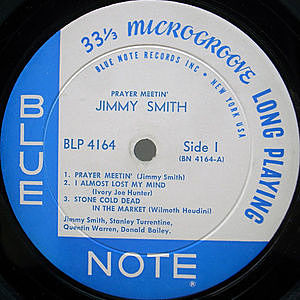 33⅓ MICROGROOVE LONG PLAYING
BLUE NOTE RECORDS INC • NEW YORK USA
PRAYER MEETIN'
JIMMY SMITH
BLP 4164
Side 1
(BN 4164-A)
1. PRAYER MEETIN' (Jimmy Smith)
2. I ALMOST LOST MY MIND
(Ivory Joe Hunter)
3. STONE COLD DEAD
IN THE MARKET (Wilmoth Houdini)
Jimmy Smith, Stanley Turrentine,
Quentin Warren, Donald Bailey,
BLUE
NOTE®